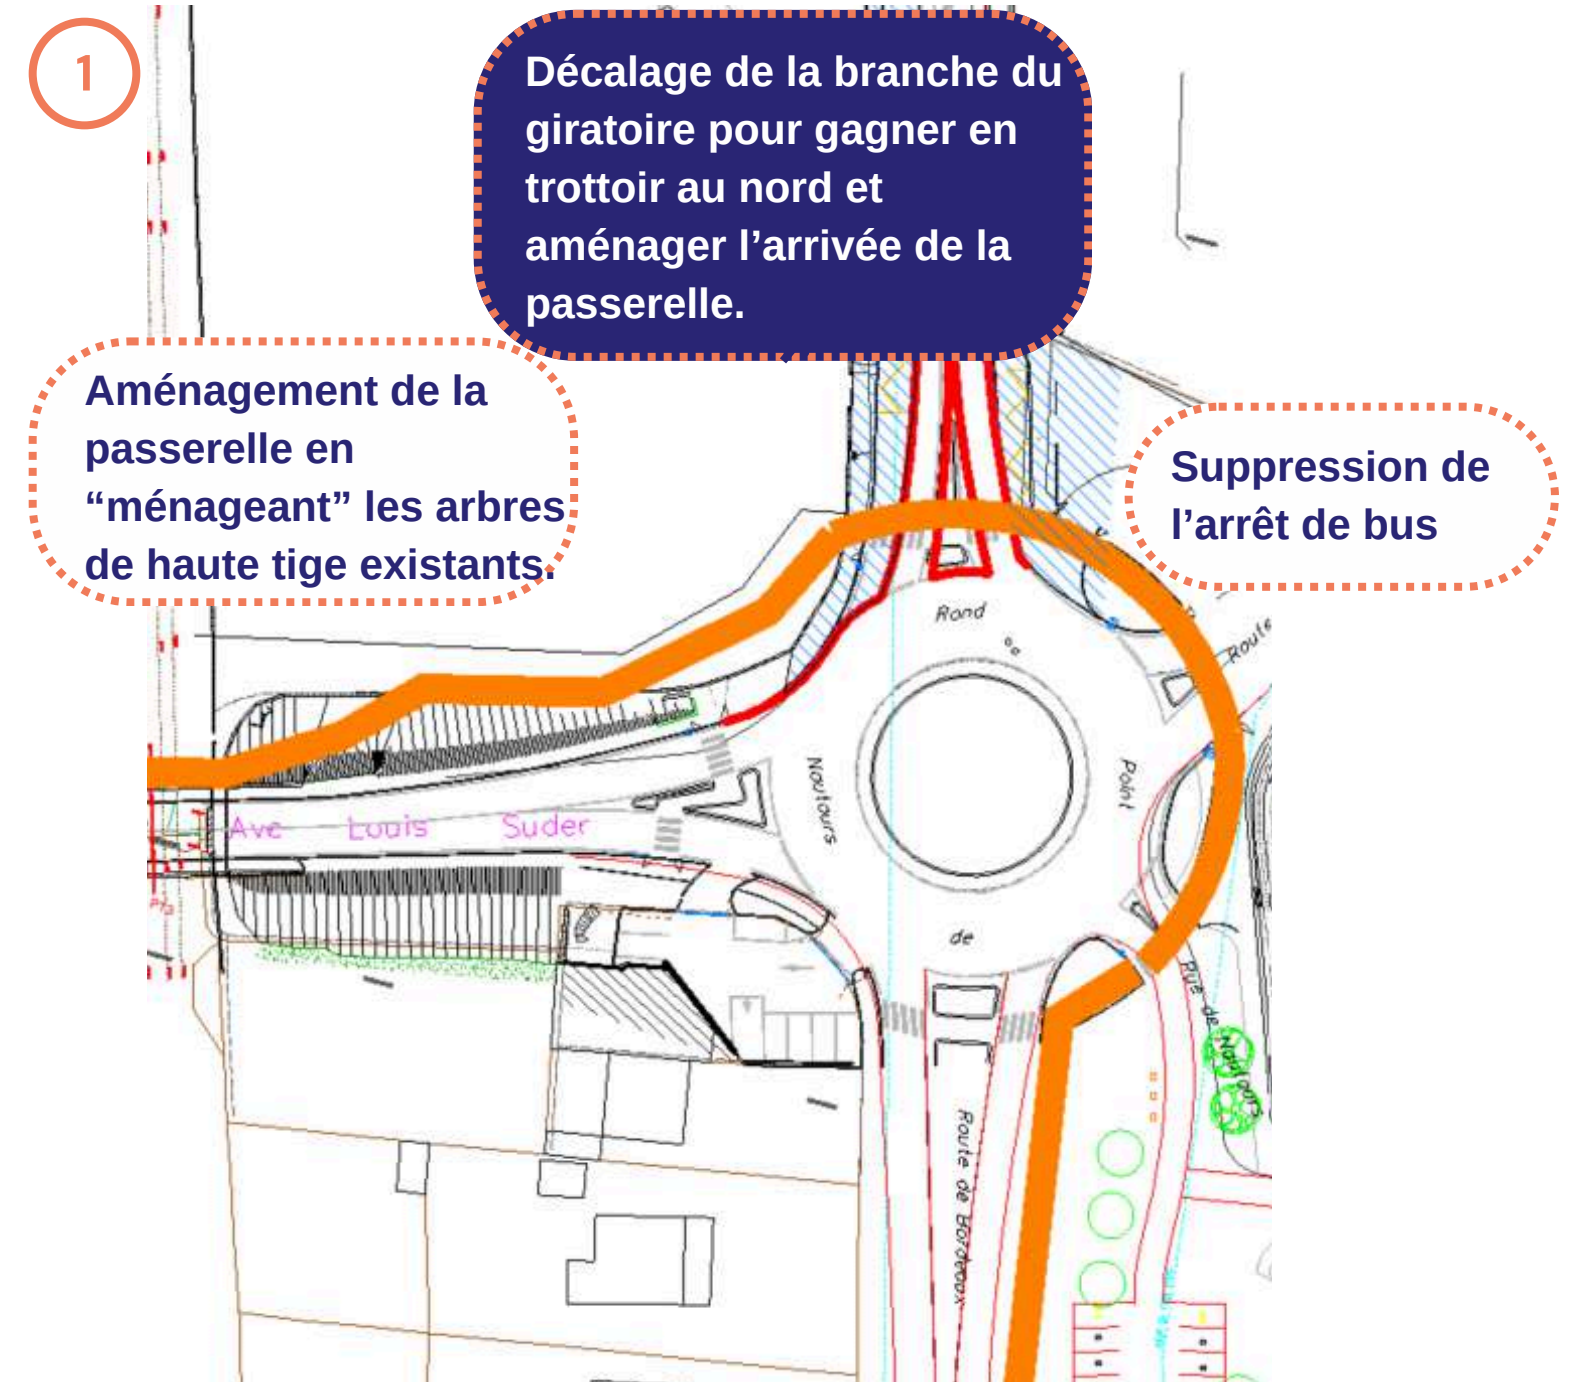 1
Décalage de la branche du
giratoire pour gagner en
trottoir au nord et
aménager l’arrivée de la
passerelle.
Aménagement de la
passerelle en
“ménageant” les arbres
de haute tige existants.
Suppression de
l’arrêt de bus
Rond
Route
Noutours
Point
Ave Louis Suder
de
Rue de Noutours
Route de Bordeaux